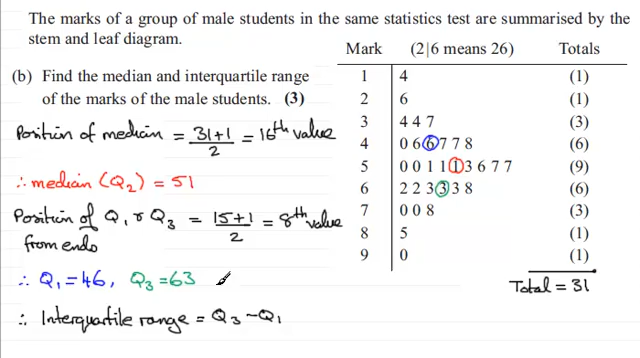 The marks of a group of male students in the same statistics test are summarised by the
stem and leaf diagram.
Mark (2|6 means 26) Totals
(b) Find the median and interquartile range
of the marks of the male students. (3)
Position of median = 31+1/2 = 16th value
∴ median (Q2) = 51
Position of Q1 & Q3 = 15+1/2 = 8th value
from ends
∴ Q1 = 46, Q3 = 63
∴ Interquartile range = Q3 - Q1
1 4 (1)
2 6 (1)
3 4 4 7 (3)
4 0 6 6 7 7 8 (6)
5 0 0 1 1 1 3 6 7 7 (9)
6 2 2 3 3 3 8 (6)
7 0 0 8 (3)
8 5 (1)
9 0 (1)
Total = 31